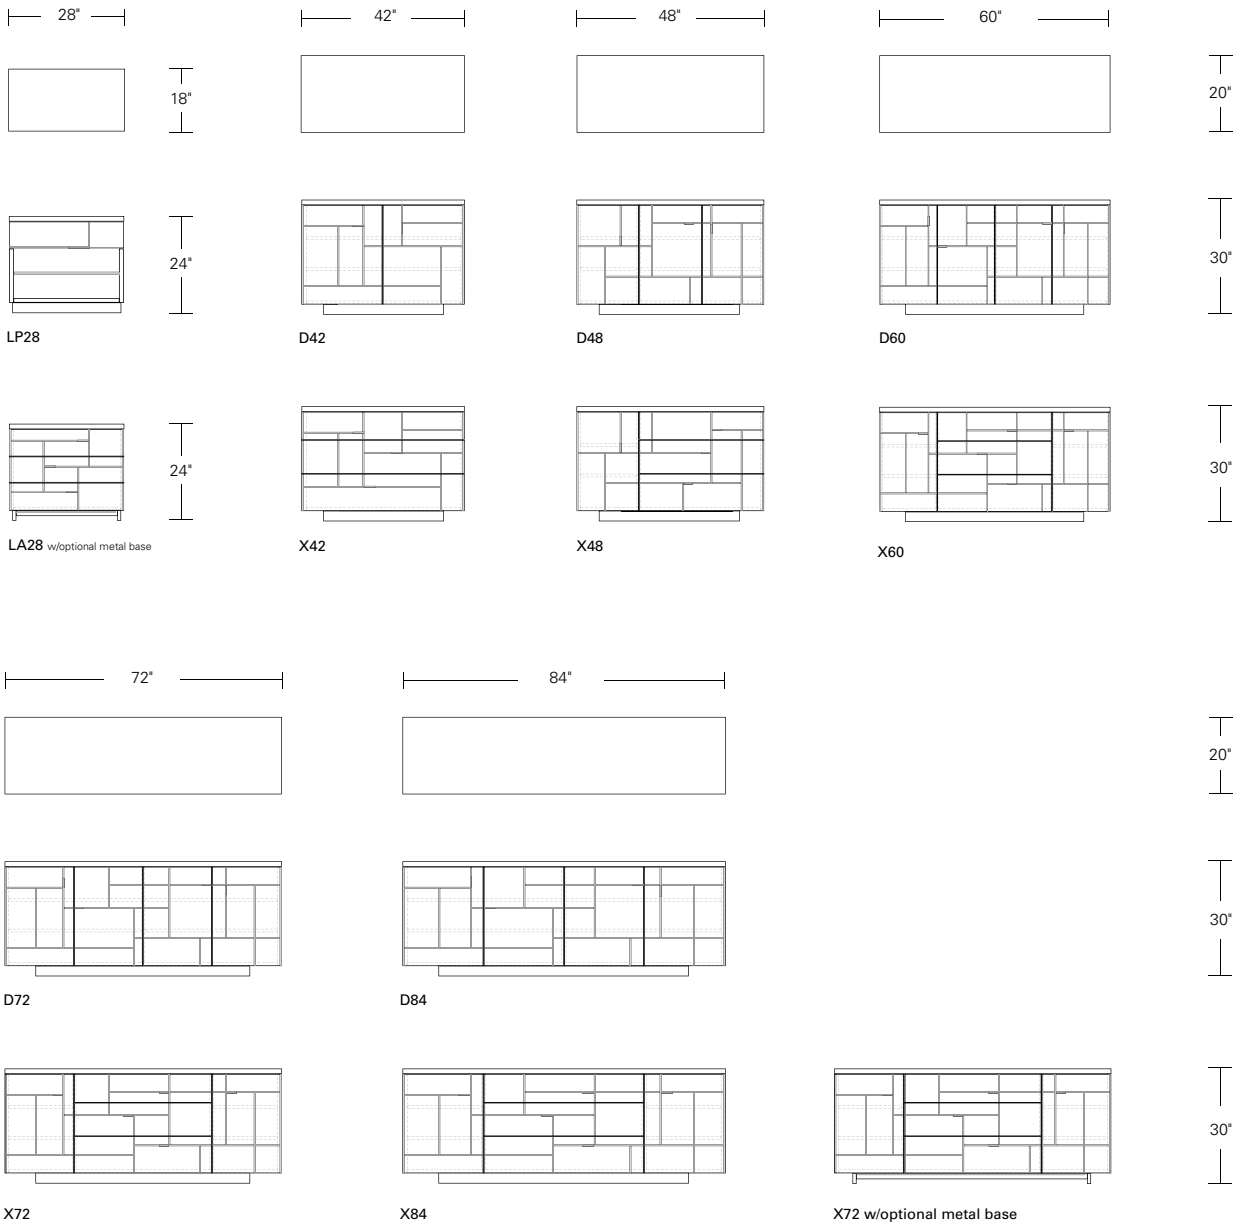 28"
42"
48"
60"
18"
20"
24"
30"
LP28
D42
D48
D60
24"
30"
LA28 w/optional metal base
X42
X48
X60
72"
84"
20"
30"
D72
D84
30"
X72
X84
X72 w/optional metal base